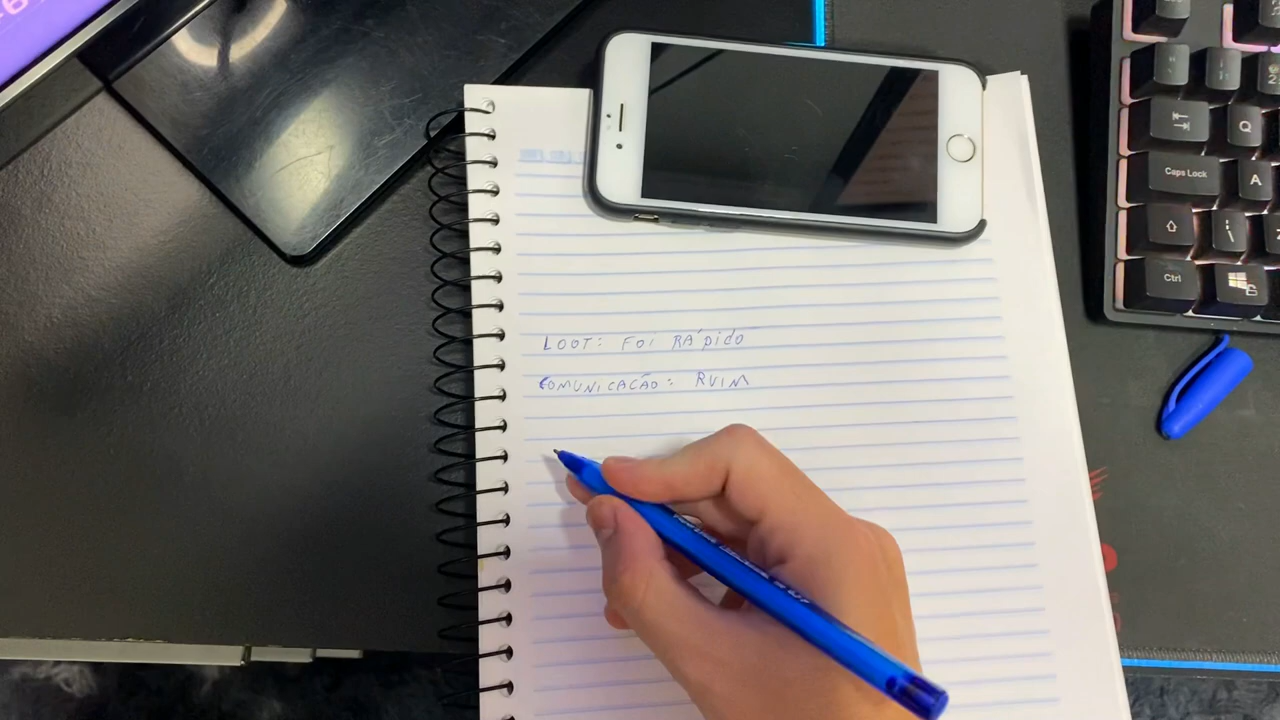 LOOT: FOI RÁPIDO
COMUNICAÇÃO: RUIM
Q
Caps Lock
A
Ctrl